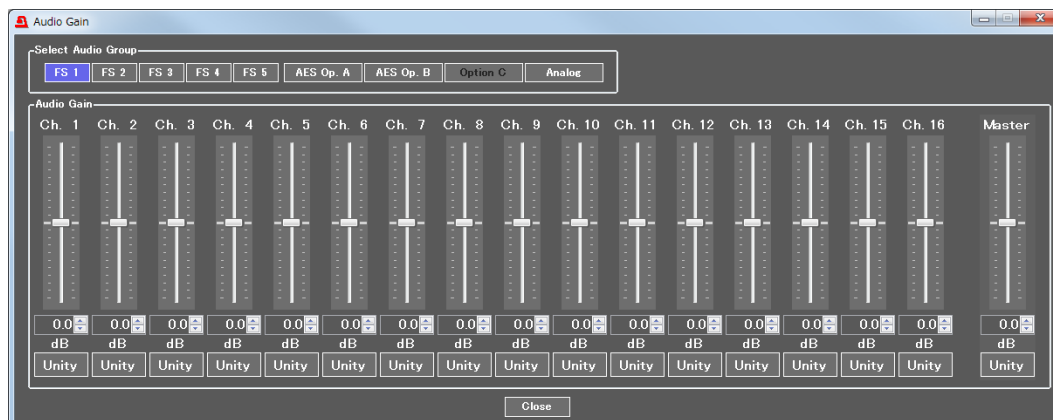 Audio Gain
Select Audio Group
FS 1 FS 2 FS 3 FS 4 FS 5 AES Op. A AES Op. B Option C Analog
Audio Gain
Ch. 1 Ch. 2 Ch. 3 Ch. 4 Ch. 5 Ch. 6 Ch. 7 Ch. 8 Ch. 9 Ch. 10 Ch. 11 Ch. 12 Ch. 13 Ch. 14 Ch. 15 Ch. 16 Master
0.0 0.0 0.0 0.0 0.0 0.0 0.0 0.0 0.0 0.0 0.0 0.0 0.0 0.0 0.0 0.0 0.0
dB dB dB dB dB dB dB dB dB dB dB dB dB dB dB dB dB
Unity Unity Unity Unity Unity Unity Unity Unity Unity Unity Unity Unity Unity Unity Unity Unity Unity
Close